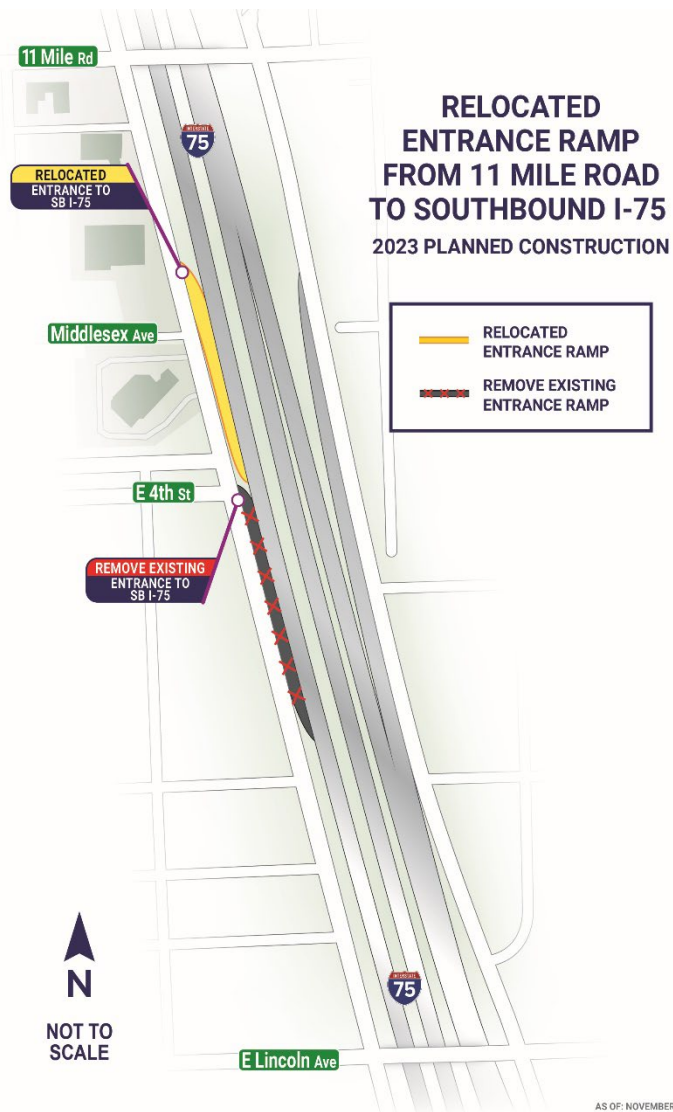 11 Mile Rd
RELOCATED
ENTRANCE RAMP
FROM 11 MILE ROAD
TO SOUTHBOUND I-75
2023 PLANNED CONSTRUCTION
INTERSTATE
75
RELOCATED
ENTRANCE TO
SB I-75
RELOCATED
ENTRANCE RAMP
REMOVE EXISTING
ENTRANCE RAMP
Middlesex Ave
E 4th St
REMOVE EXISTING
ENTRANCE TO
SB I-75
N
NOT TO
SCALE
INTERSTATE
75
E Lincoln Ave
AS OF: NOVEMBER